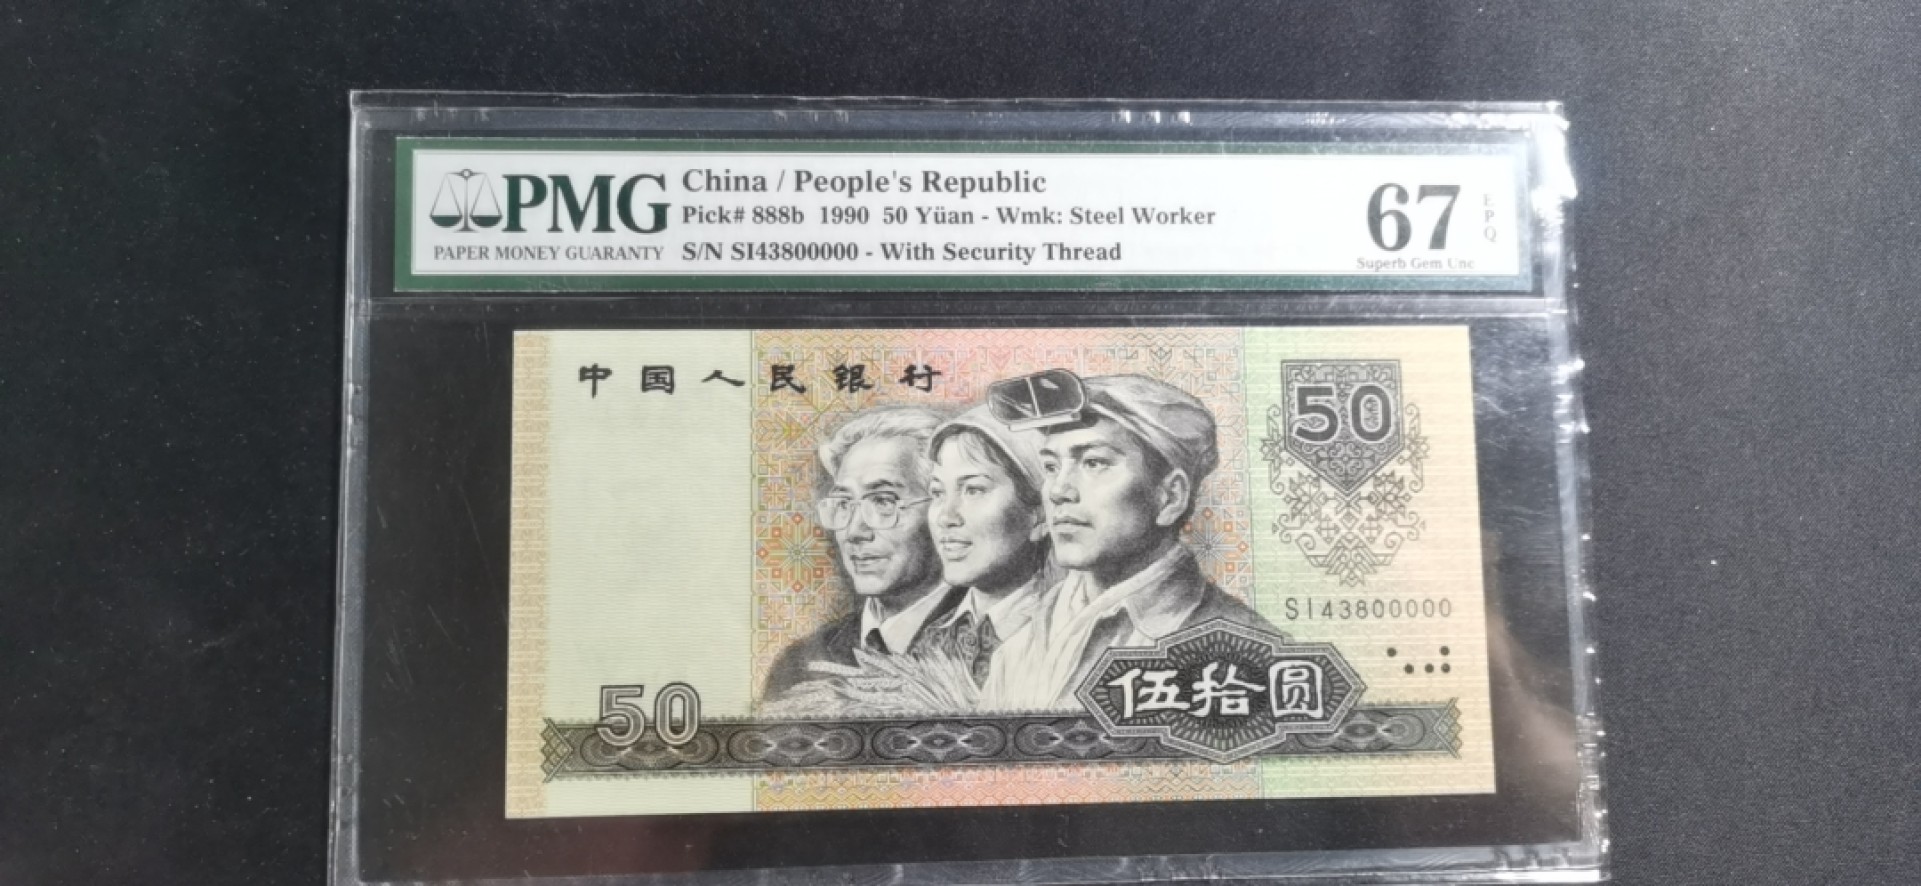 PMG
PAPER MONEY GUARANTY
China / People's Republic
Pick# 888b 1990 50 Yüan - Wmk: Steel Worker
S/N SI43800000 - With Security Thread
67
EPQ
Superb Gem Unc
中国人民银行
50
SI43800000
50
伍拾圆